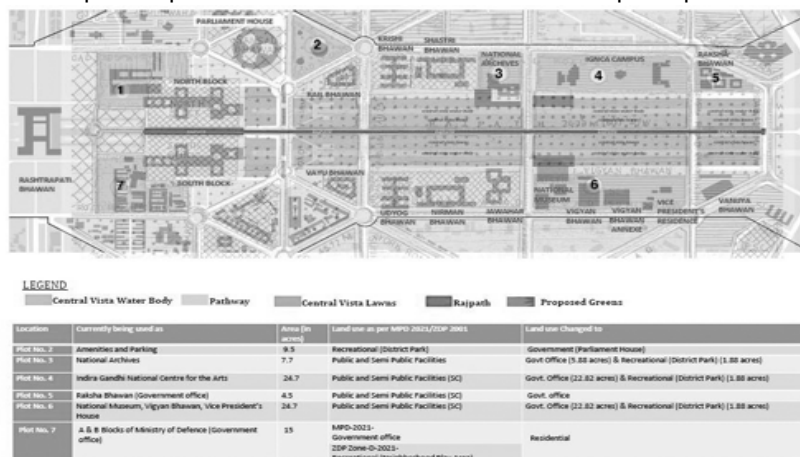 PARLIAMENT HOUSE
2
KRISHI BHAWAN
SHASTRI BHAWAN
NATIONAL ARCHIVES
3
IGNCA CAMPUS
4
RAKSHA BHAWAN
5
1
NORTH BLOCK
RAIL BHAWAN
RASHTRAPATI BHAWAN
7
SOUTH BLOCK
VAYU BHAWAN
UDYOG BHAWAN
NIRMAN BHAWAN
JAWAHAR BHAWAN
NATIONAL MUSEUM
6
VIGYAN BHAWAN
VIGYAN BHAWAN ANNEXE
VICE PRESIDENT'S RESIDENCE
VANIJYA BHAWAN
LEGEND
Central Vista Water Body Pathway Central Vista Lawns Rajpath Proposed Greens
Location Currently being used as Area (in acres) Land use as per MPD 2021/ZDP 2001 Land use Changed to
Plot No. 2 Amenities and Parking 9.5 Recreational (District Park) Government (Parliament House)
Plot No. 3 National Archives 7.7 Public and Semi Public Facilities Govt Office (5.88 acres) & Recreational (District Park) (1.88 acres)
Plot No. 4 Indira Gandhi National Centre for the Arts 24.7 Public and Semi Public Facilities (SC) Govt. Office (22.82 acres) & Recreational (District Park) (1.88 acres)
Plot No. 5 Raksha Bhawan (Government office) 4.5 Public and Semi Public Facilities (SC) Govt. office
Plot No. 6 National Museum, Vigyan Bhawan, Vice President's House 24.7 Public and Semi Public Facilities (SC) Govt. Office (22.82 acres) & Recreational (District Park) (1.88 acres)
Plot No. 7 A & B Blocks of Ministry of Defence (Government office) 15 MPD-2021- Government office Residential
ZDP Zone-D-2021-